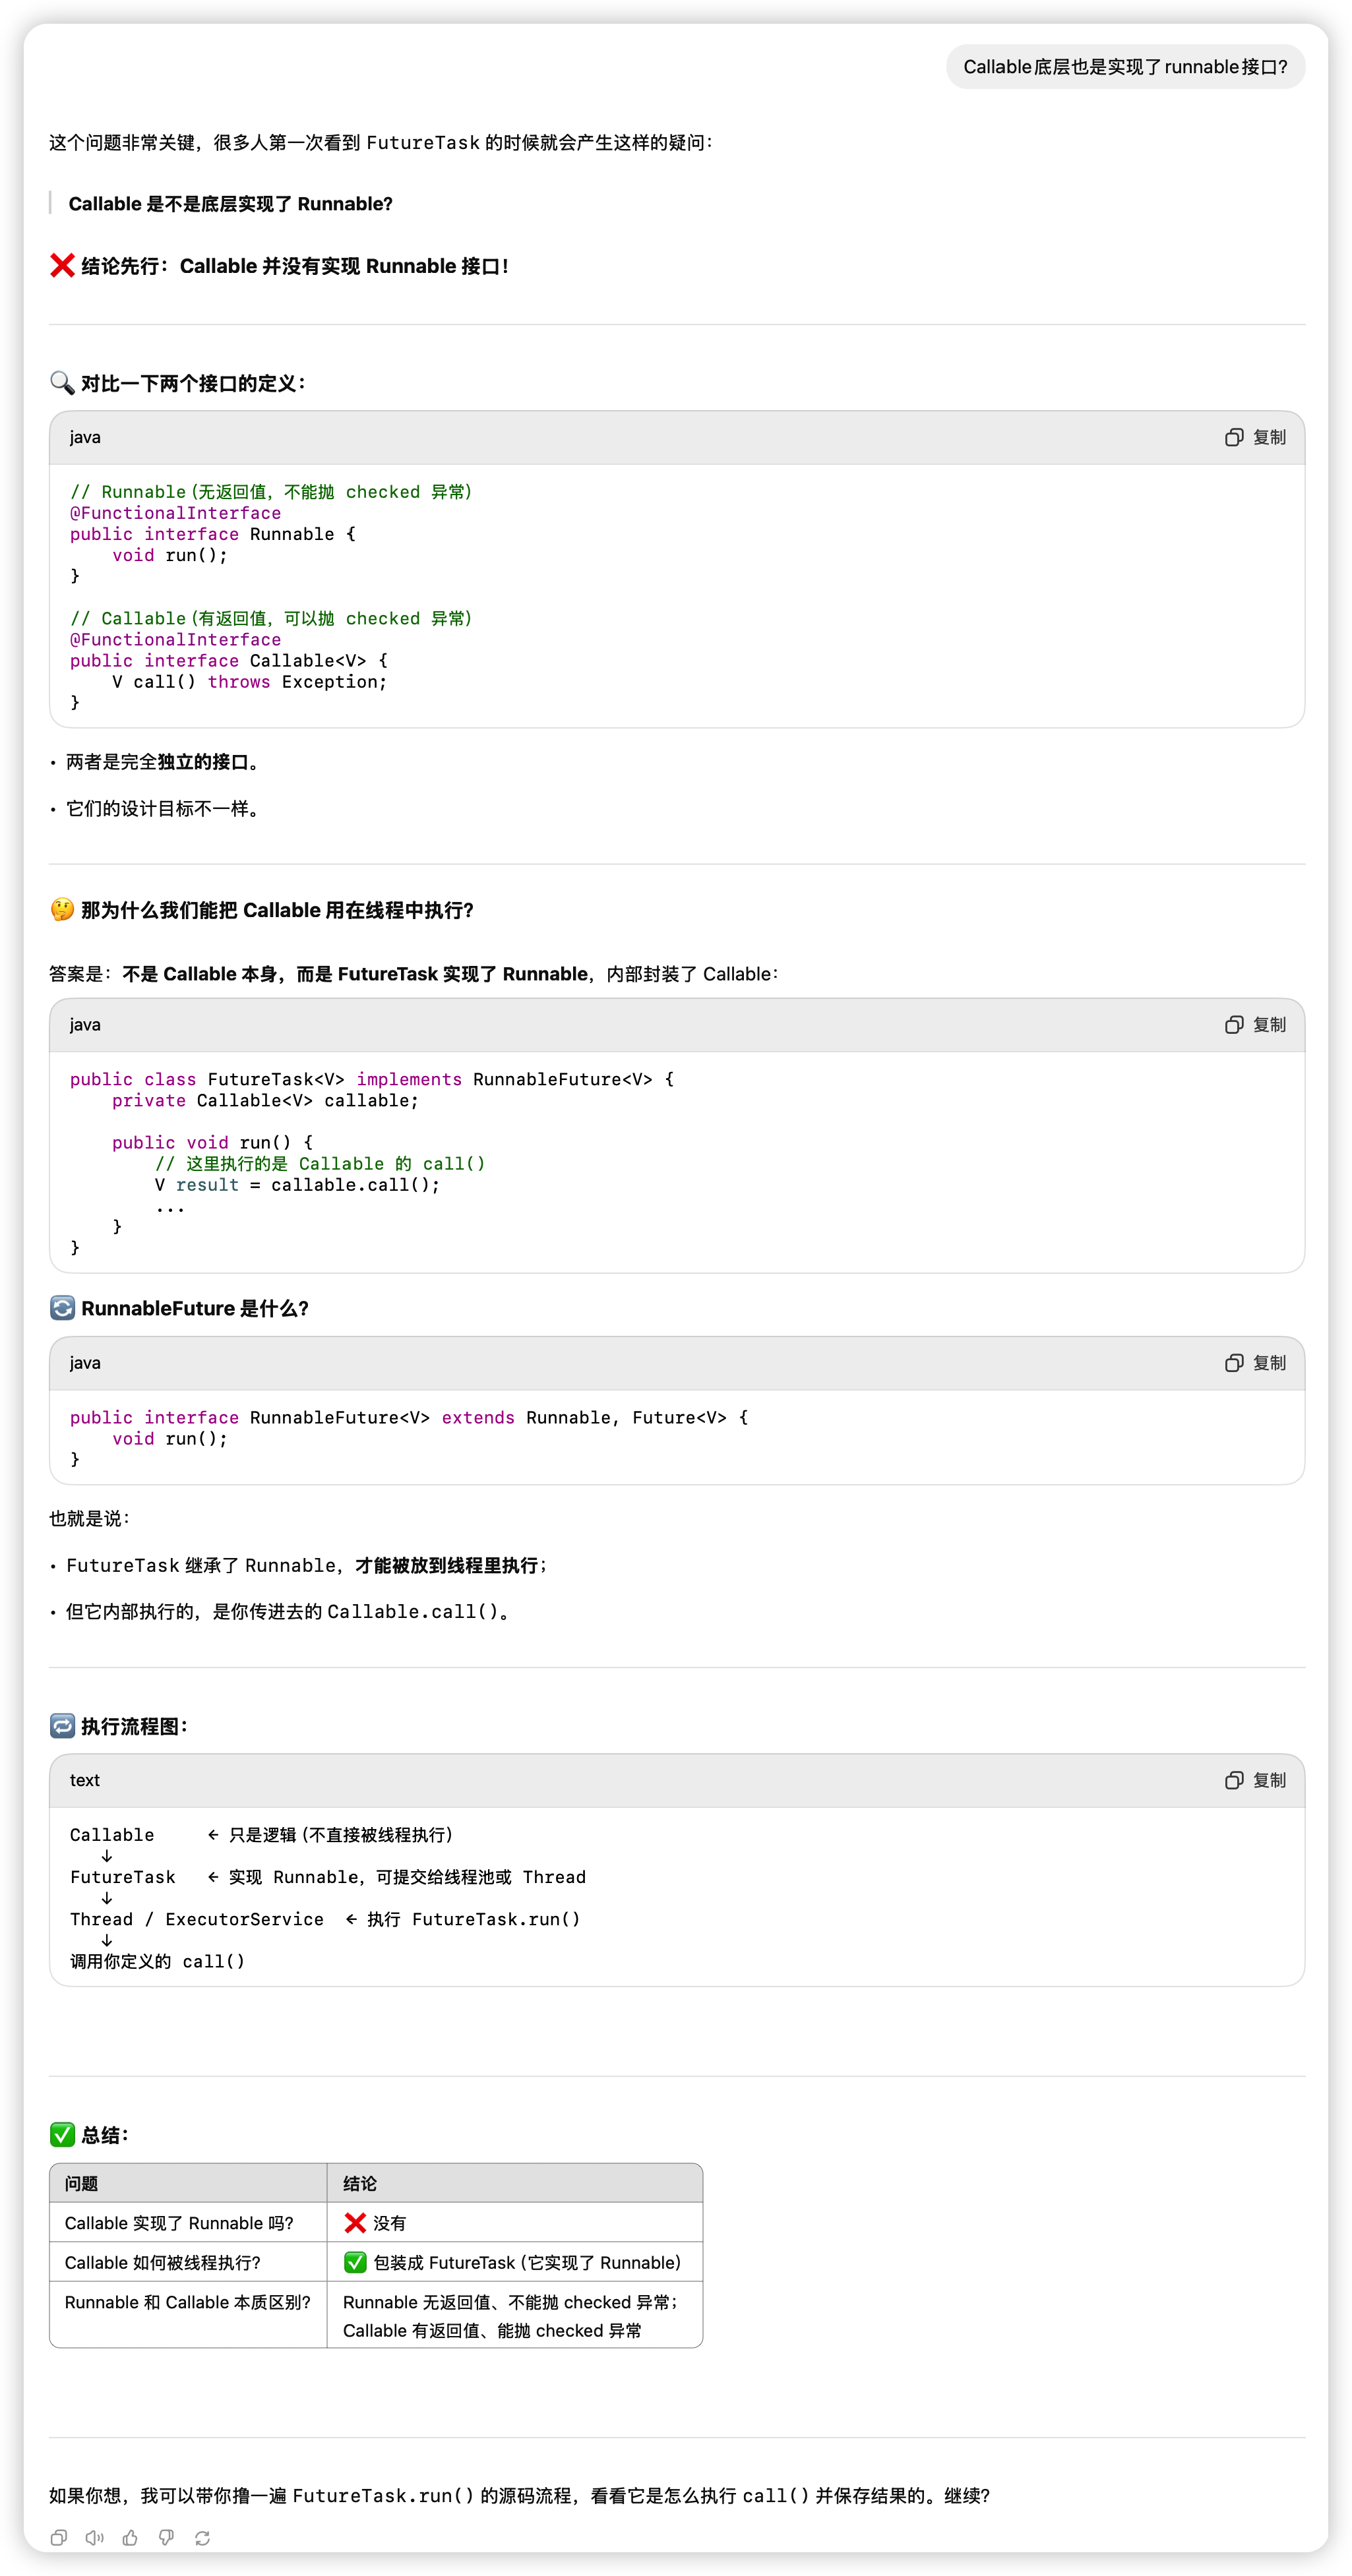 Callable底层也是实现了runnable接口?
这个问题非常关键，很多人第一次看到 FutureTask 的时候就会产生这样的疑问：
Callable 是不是底层实现了 Runnable?
❌ 结论先行：Callable 并没有实现 Runnable 接口！
🔍 对比一下两个接口的定义：
java 复制
// Runnable（无返回值，不能抛 checked 异常）
@FunctionalInterface
public interface Runnable {
    void run();
}
// Callable（有返回值，可以抛 checked 异常）
@FunctionalInterface
public interface Callable<V> {
    V call() throws Exception;
}
• 两者是完全独立的接口。
• 它们的设计目标不一样。
🤔 那为什么我们能把 Callable 用在线程中执行?
答案是：不是 Callable 本身，而是 FutureTask 实现了 Runnable，内部封装了 Callable：
java 复制
public class FutureTask<V> implements RunnableFuture<V> {
    private Callable<V> callable;
    public void run() {
        // 这里执行的是 Callable 的 call()
        V result = callable.call();
        ...
    }
}
🔄 RunnableFuture 是什么?
java 复制
public interface RunnableFuture<V> extends Runnable, Future<V> {
    void run();
}
也就是说：
• FutureTask 继承了 Runnable，才能被放到线程里执行；
• 但它内部执行的，是你传进去的 Callable.call()。
🔁 执行流程图：
text 复制
Callable     ← 只是逻辑（不直接被线程执行）
   ↓
FutureTask   ← 实现 Runnable，可提交给线程池或 Thread
   ↓
Thread / ExecutorService  ← 执行 FutureTask.run()
   ↓
调用你定义的 call()
✅ 总结：
问题 结论
Callable 实现了 Runnable 吗? ❌ 没有
Callable 如何被线程执行? ✅ 包装成 FutureTask（它实现了 Runnable）
Runnable 和 Callable 本质区别? Runnable 无返回值、不能抛 checked 异常；
Callable 有返回值、能抛 checked 异常
如果你想，我可以带你撸一遍 FutureTask.run() 的源码流程，看看它是怎么执行 call() 并保存结果的。继续?